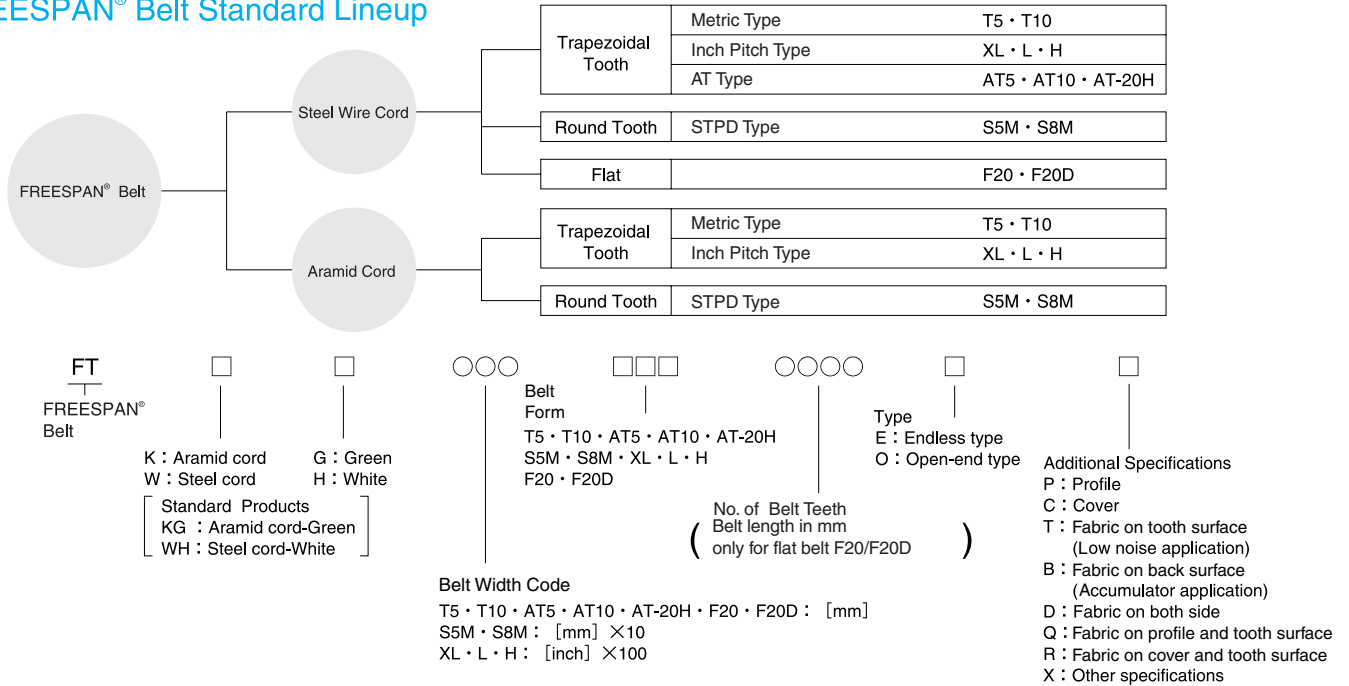 EESPAN® Belt Standard Lineup
FREESPAN® Belt
Steel Wire Cord
Trapezoidal
Tooth
Metric Type T5・T10
Inch Pitch Type XL・L・H
AT Type AT5・AT10・AT-20H
Round Tooth STPD Type S5M・S8M
Flat F20・F20D
Aramid Cord
Trapezoidal
Tooth
Metric Type T5・T10
Inch Pitch Type XL・L・H
Round Tooth STPD Type S5M・S8M
FT □ □ ○○○ □□□ ○○○○ □ □
FREESPAN®
Belt
K：Aramid cord
W：Steel cord
G：Green
H：White
Standard Products
KG：Aramid cord-Green
WH：Steel cord-White
Belt Width Code
T5・T10・AT5・AT10・AT-20H・F20・F20D：［mm］
S5M・S8M：［mm］×10
XL・L・H：［inch］×100
Belt
Form
T5・T10・AT5・AT10・AT-20H
S5M・S8M・XL・L・H
F20・F20D
(No. of Belt Teeth
Belt length in mm
only for flat belt F20/F20D)
Type
E：Endless type
O：Open-end type
Additional Specifications
P：Profile
C：Cover
T：Fabric on tooth surface
(Low noise application)
B：Fabric on back surface
(Accumulator application)
D：Fabric on both side
Q：Fabric on profile and tooth surface
R：Fabric on cover and tooth surface
X：Other specifications